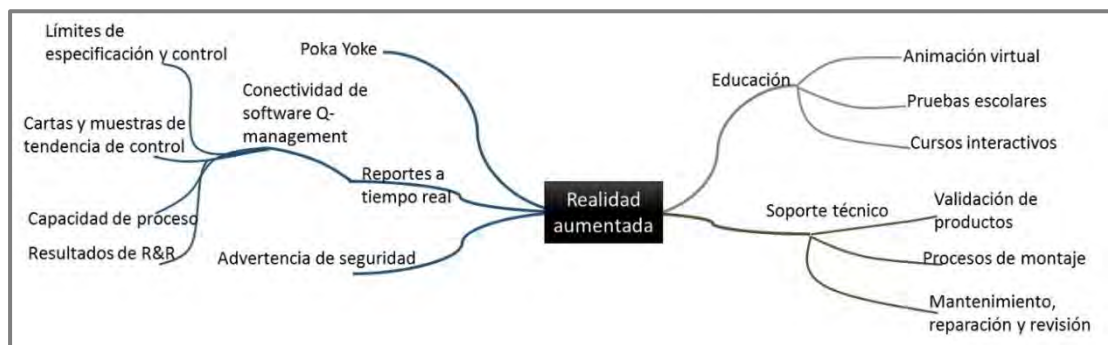 Límites de
especificación y control
Cartas y muestras de
tendencia de control
Capacidad de proceso
Resultados de R&R
Conectividad de
software Q-
management
Poka Yoke
Reportes a
tiempo real
Advertencia de seguridad
Realidad
aumentada
Educación
Animación virtual
Pruebas escolares
Cursos interactivos
Soporte técnico
Validación de
productos
Procesos de montaje
Mantenimiento,
reparación y revisión